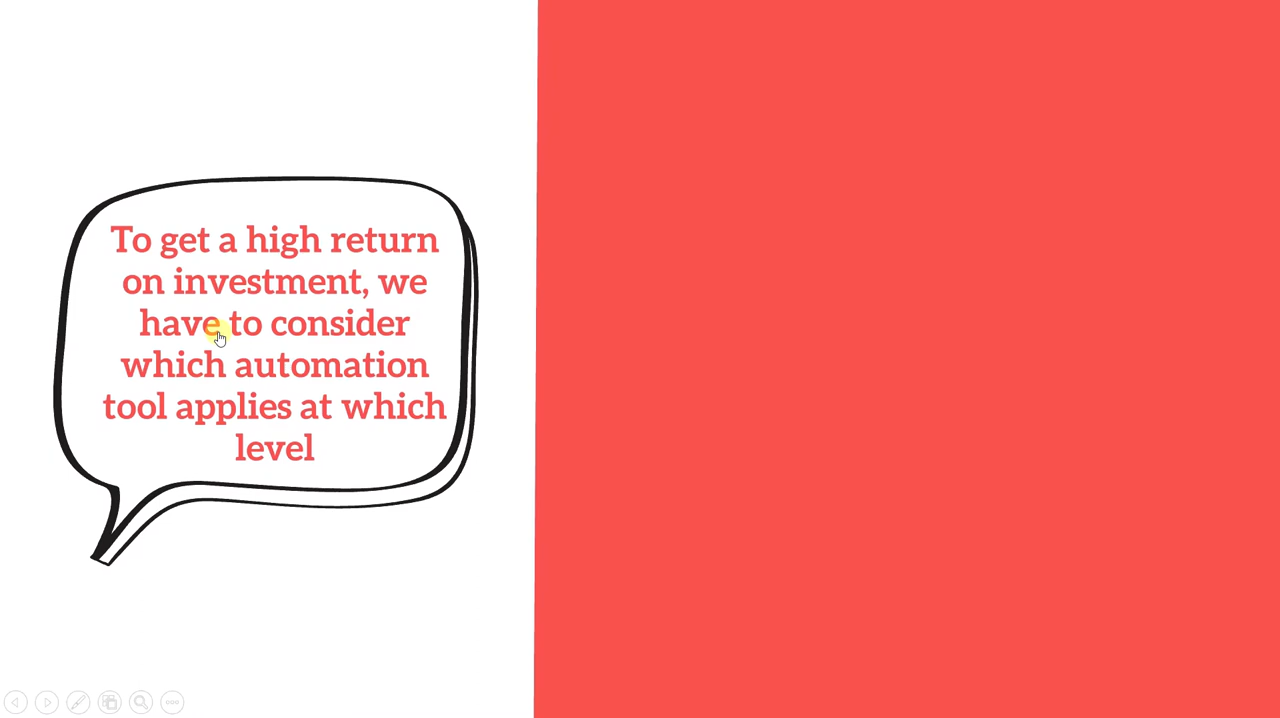 To get a high return
on investment, we
have to consider
which automation
tool applies at which
level